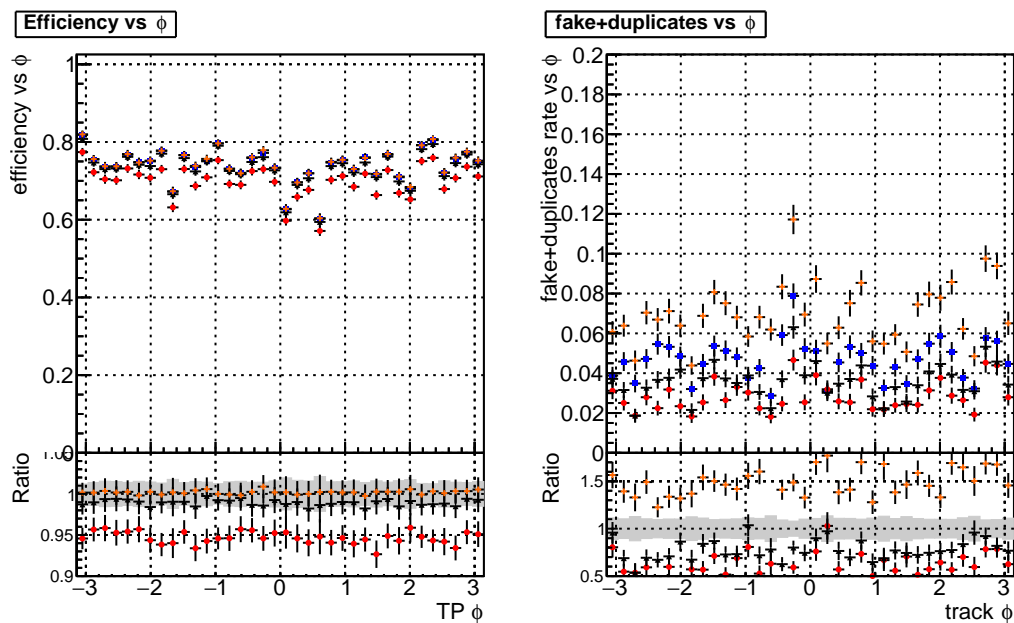 Efficiency vs ϕ
efficiency vs ϕ
1
0.8
0.6
0.4
0.2
0
Ratio
1.05
1
0.95
0.9
−3 −2 −1 0 1 2 3
TP ϕ
fake+duplicates vs ϕ
fake+duplicates rate vs ϕ
0.2
0.18
0.16
0.14
0.12
0.1
0.08
0.06
0.04
0.02
0
Ratio
1.5
1
0.5
−3 −2 −1 0 1 2 3
track ϕ